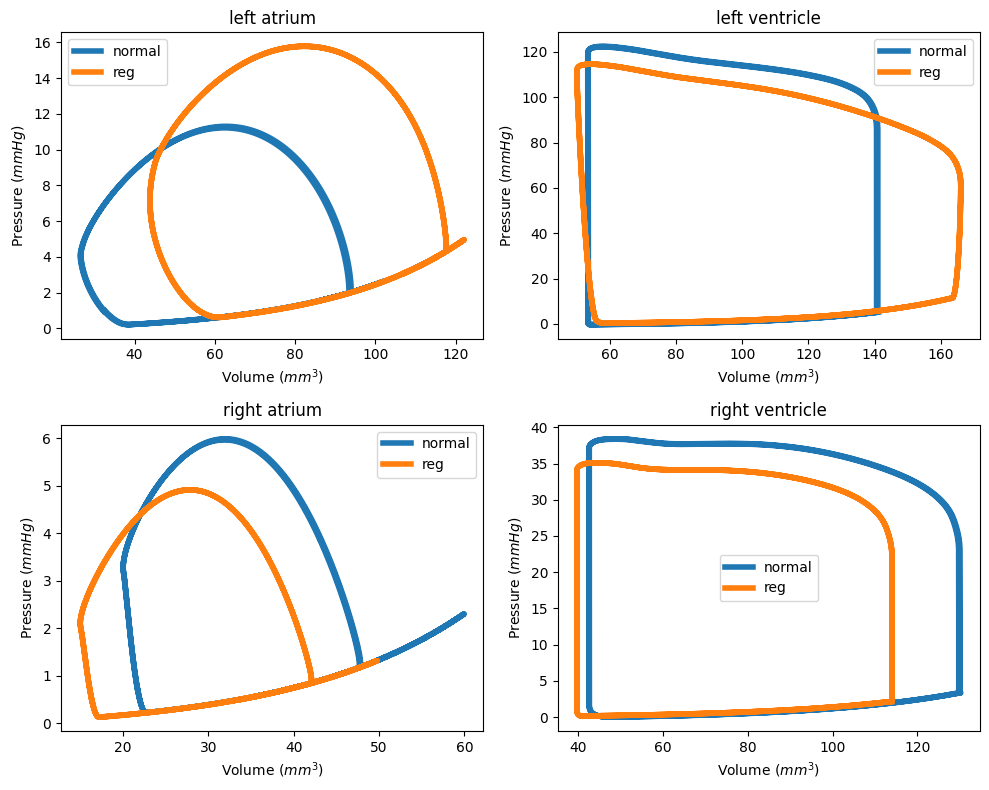 left atrium
normal
reg
16
14
12
10
8
6
4
2
0
Pressure (mmHg)
40
60
80
100
120
Volume (mm³)
left ventricle
normal
reg
120
100
80
60
40
20
0
Pressure (mmHg)
60
80
100
120
140
160
Volume (mm³)
right atrium
normal
reg
6
5
4
3
2
1
0
Pressure (mmHg)
20
30
40
50
60
Volume (mm³)
right ventricle
normal
reg
40
35
30
25
20
15
10
5
0
Pressure (mmHg)
40
60
80
100
120
Volume (mm³)